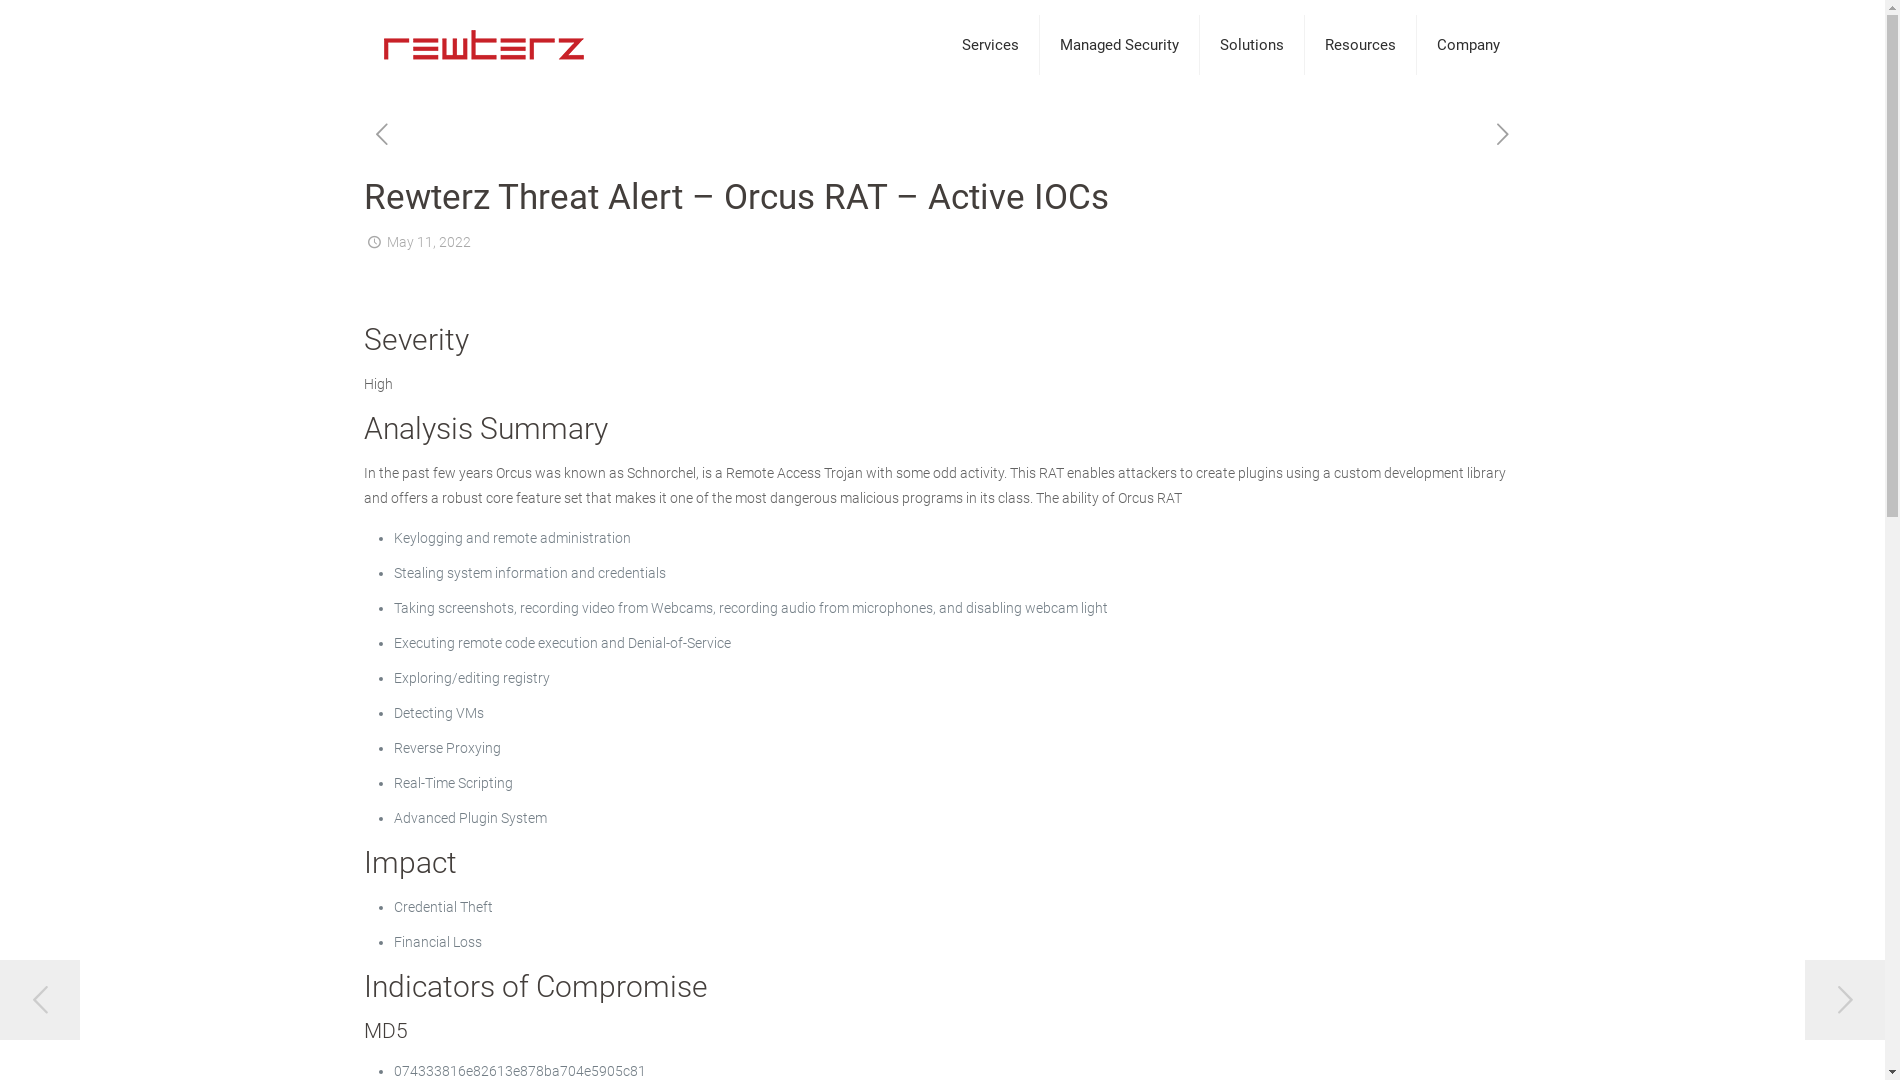 rewterz
Services
Managed Security
Solutions
Resources
Company
Rewterz Threat Alert – Orcus RAT – Active IOCs
May 11, 2022
Severity
High
Analysis Summary
In the past few years Orcus was known as Schnorchel, is a Remote Access Trojan with some odd activity. This RAT enables attackers to create plugins using a custom development library
and offers a robust core feature set that makes it one of the most dangerous malicious programs in its class. The ability of Orcus RAT
• Keylogging and remote administration
• Stealing system information and credentials
• Taking screenshots, recording video from Webcams, recording audio from microphones, and disabling webcam light
• Executing remote code execution and Denial-of-Service
• Exploring/editing registry
• Detecting VMs
• Reverse Proxying
• Real-Time Scripting
• Advanced Plugin System
Impact
• Credential Theft
• Financial Loss
Indicators of Compromise
MD5
• 074333816e82613e878ba704e5905c81